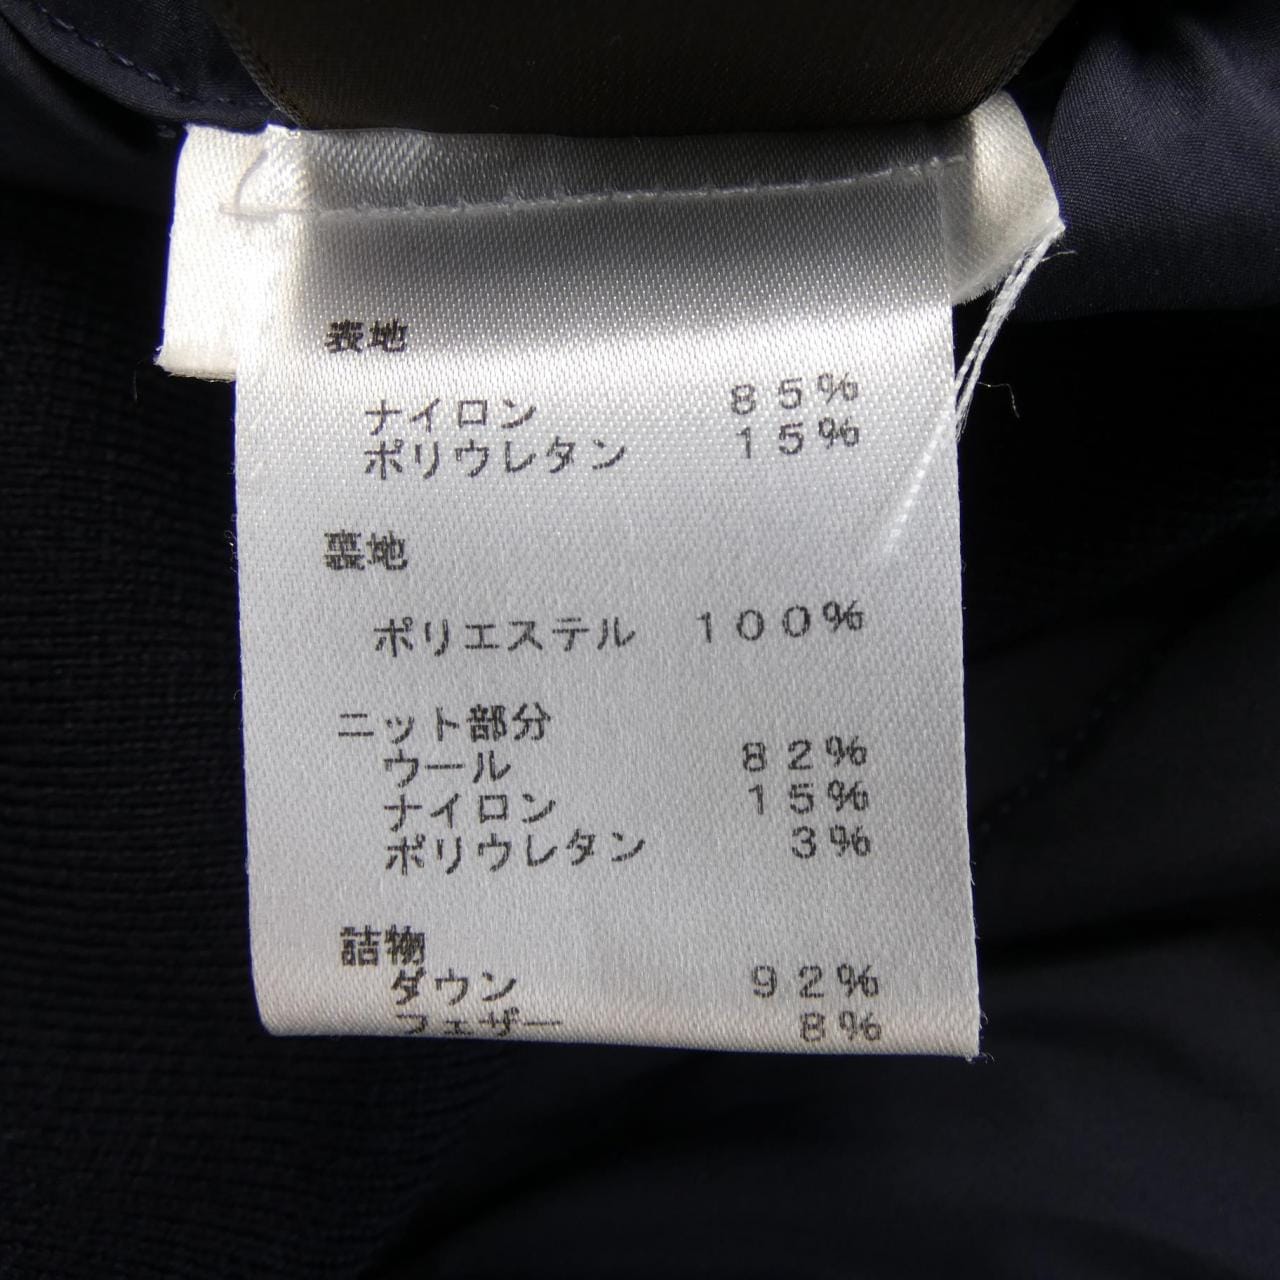 表地
ナイロン 85%
ポリウレタン 15%
裏地
ポリエステル 100%
ニット部分
ウール 82%
ナイロン 15%
ポリウレタン 3%
詰物
ダウン 92%
フェザー 8%